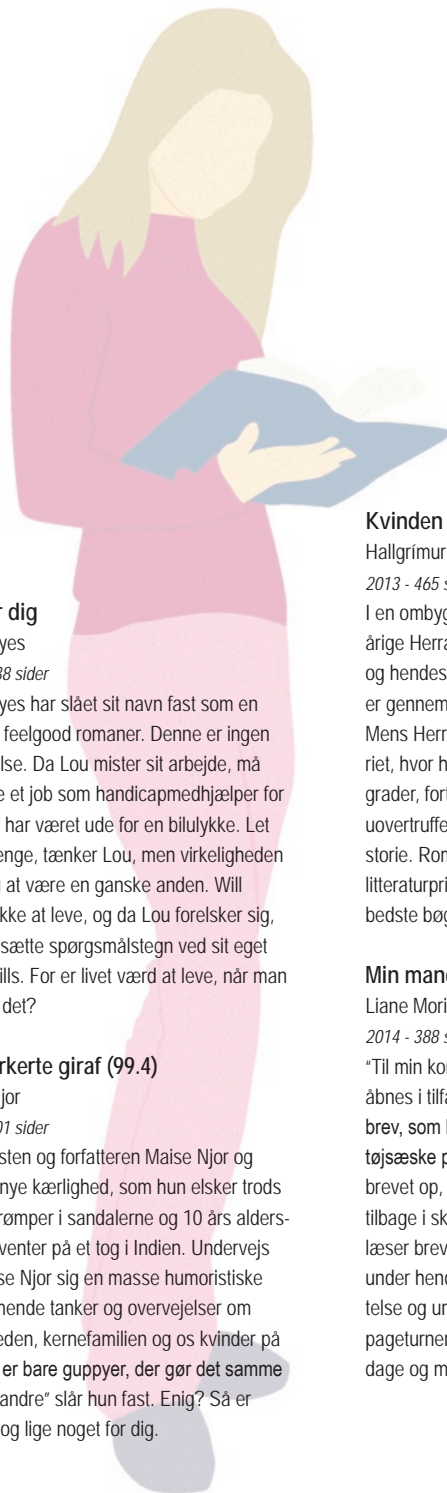 r dig
yes
88 sider
yes har slået sit navn fast som en
feelgood romaner. Denne er ingen
lse. Da Lou mister sit arbejde, må
e et job som handicapmedhjælper for
har været ude for en bilulykke. Let
enge, tænker Lou, men virkeligheden
g at være en ganske anden. Will
kke at leve, og da Lou forelsker sig,
sætte spørgsmålstegn ved sit eget
ills. For er livet værd at leve, når man
det?
rkerte giraf (99.4)
jor
01 sider
sten og forfatteren Maise Njor og
nye kærlighed, som hun elsker trods
rømper i sandalerne og 10 års alders-
venter på et tog i Indien. Undervejs
se Njor sig en masse humoristiske
nende tanker og overvejelser om
eden, kernefamilien og os kvinder på
er bare guppyer, der gør det samme
andre” slår hun fast. Enig? Så er
og lige noget for dig.
Kvinden
Hallgrímur
2013 - 465 s
I en ombyg
årige Herra
og hendes
er gennem
Mens Herr
riet, hvor h
grader, fort
uovertruffe
storie. Rom
litteraturpri
bedste bøg
Min mand
Liane Mori
2014 - 388 s
“Til min kon
åbnes i tilfa
brev, som
tøjsæske p
brevet op,
tilbage i sk
læser brev
under hend
telse og un
pageturner
dage og m